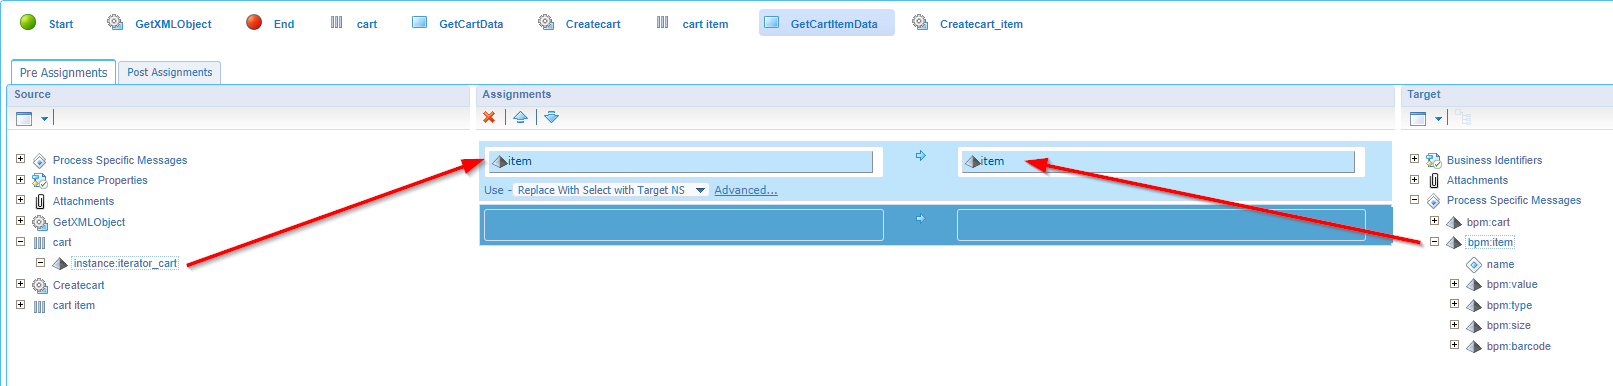 Start GetXMLObject End cart GetCartData Createcart cart item GetCartItemData Createcart_item
Pre Assignments Post Assignments
Source Assignments Target
item item
Use - Replace With Select with Target NS Advanced...
Process Specific Messages
Instance Properties
Attachments
GetXMLObject
cart
instance:iterator_cart
Createcart
cart item
Business Identifiers
Attachments
Process Specific Messages
bpm:cart
bpm:item
name
bpm:value
bpm:type
bpm:size
bpm:barcode